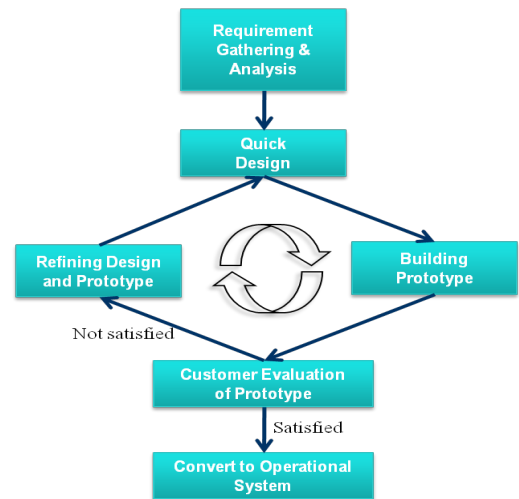 Requirement
Gathering &
Analysis
Quick
Design
Refining Design
and Prototype
Building
Prototype
Not satisfied
Customer Evaluation
of Prototype
Satisfied
Convert to Operational
System